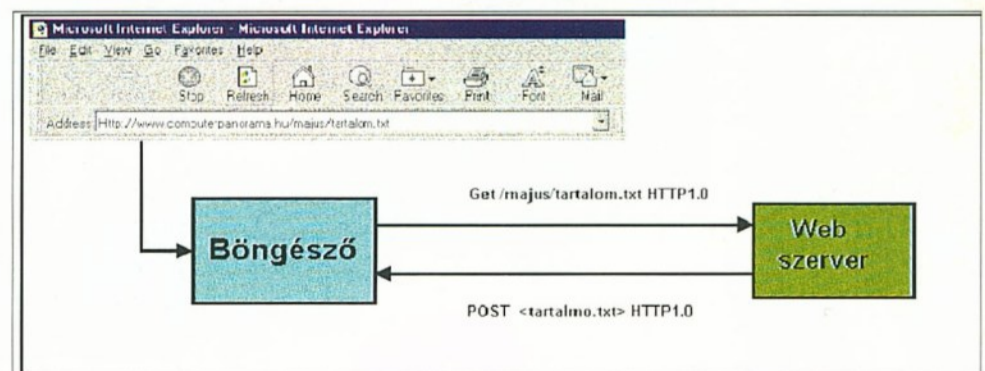 Microsoft Internet Explorer - Microsoft Internet Explorer
File Edit View Go Favorites Help
Stop Refresh Home Search Favorites Print Font Mail
Address Http://www.computerpanorama.hu/majus/tartalom.txt
Get /majus/tartalom.txt HTTP1.0
Böngésző
Web
szerver
POST <tartalmo.txt> HTTP1.0